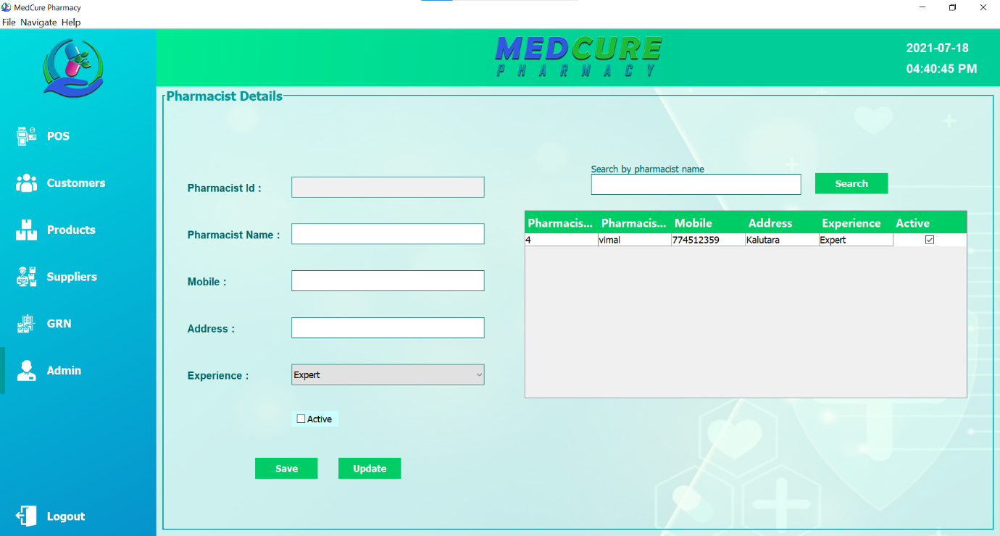 MedCure Pharmacy
File Navigate Help
MEDCURE
PHARMACY
2021-07-18
04:40:45 PM
POS
Customers
Products
Suppliers
GRN
Admin
Logout
Pharmacist Details
Pharmacist Id :
Pharmacist Name :
Mobile :
Address :
Experience :
Expert
Active
Save Update
Search by pharmacist name
Search
Pharmacis... Pharmacis... Mobile Address Experience Active
4 vimal 774512359 Kalutara Expert